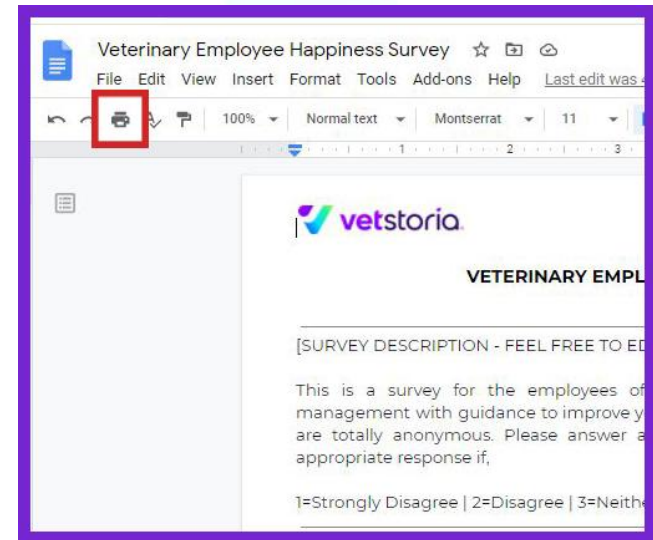 Veterinary Employee Happiness Survey
File Edit View Insert Format Tools Add-ons Help Last edit was
100% Normal text Montserrat 11
1 2 3
vetstoria
VETERINARY EMPL
[SURVEY DESCRIPTION - FEEL FREE TO
This is a survey for the employees of
management with guidance to improve
are totally anonymous. Please answer
appropriate response if,
1=Strongly Disagree | 2=Disagree | 3=Neith